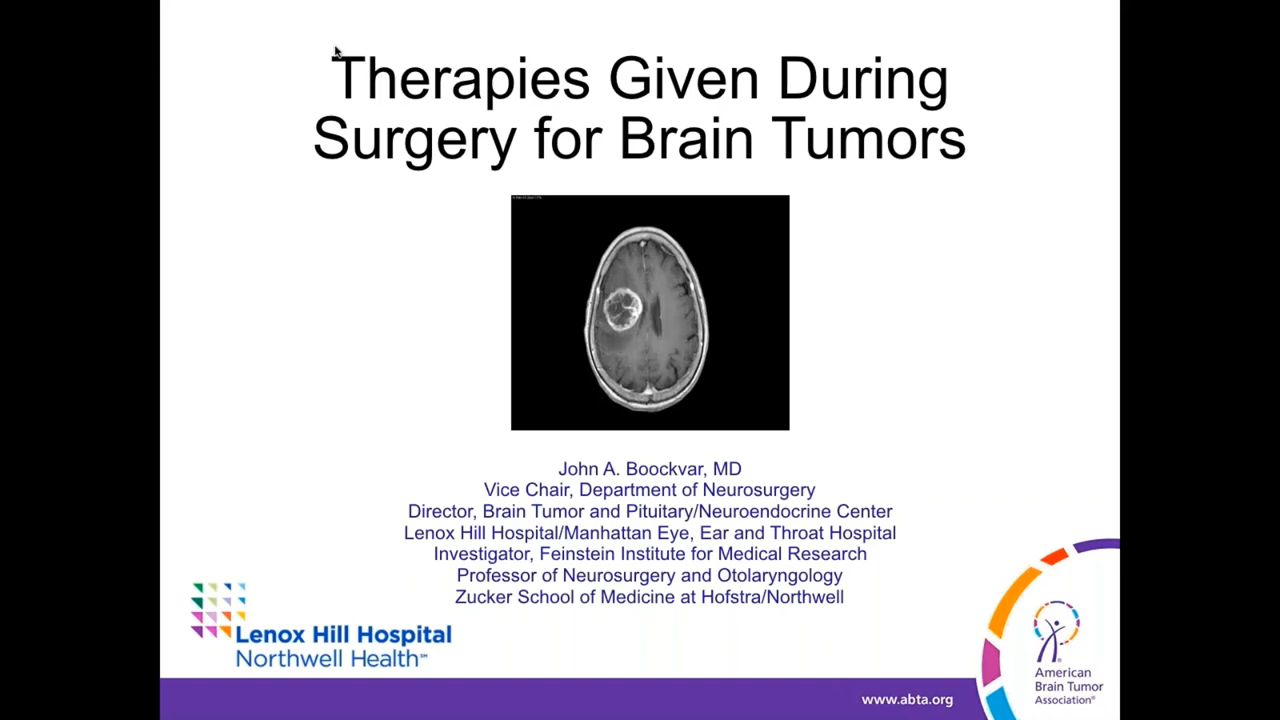 Therapies Given During
Surgery for Brain Tumors
John A. Boockvar, MD
Vice Chair, Department of Neurosurgery
Director, Brain Tumor and Pituitary/Neuroendocrine Center
Lenox Hill Hospital/Manhattan Eye, Ear and Throat Hospital
Investigator, Feinstein Institute for Medical Research
Professor of Neurosurgery and Otolaryngology
Zucker School of Medicine at Hofstra/Northwell
Lenox Hill Hospital
Northwell Health℠
www.abta.org
American
Brain Tumor
Association®